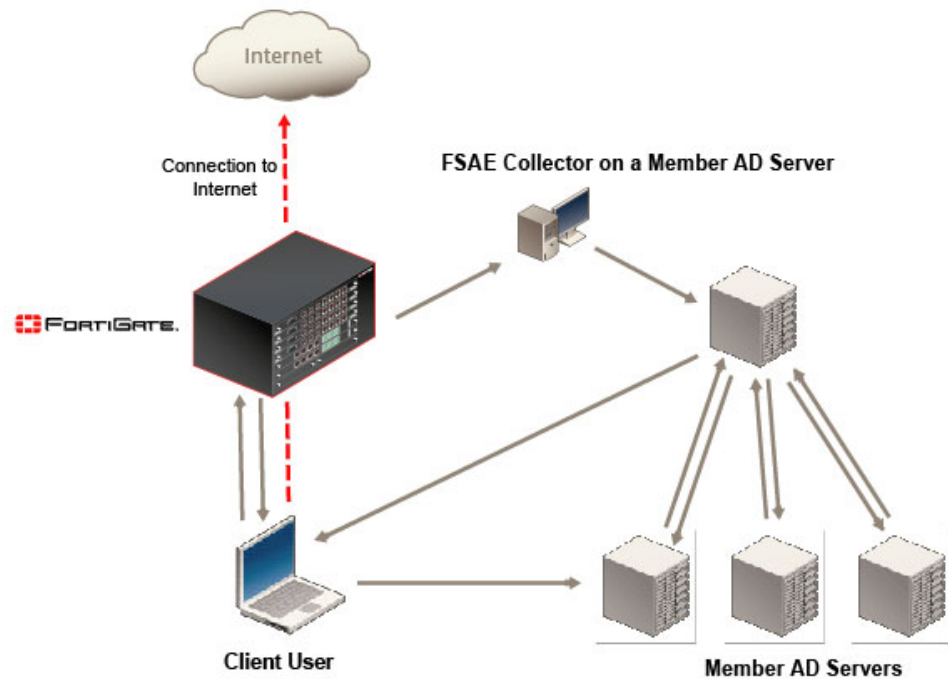 Internet
Connection to
Internet
FSAE Collector on a Member AD Server
FORTIGATE.
Client User
Member AD Servers